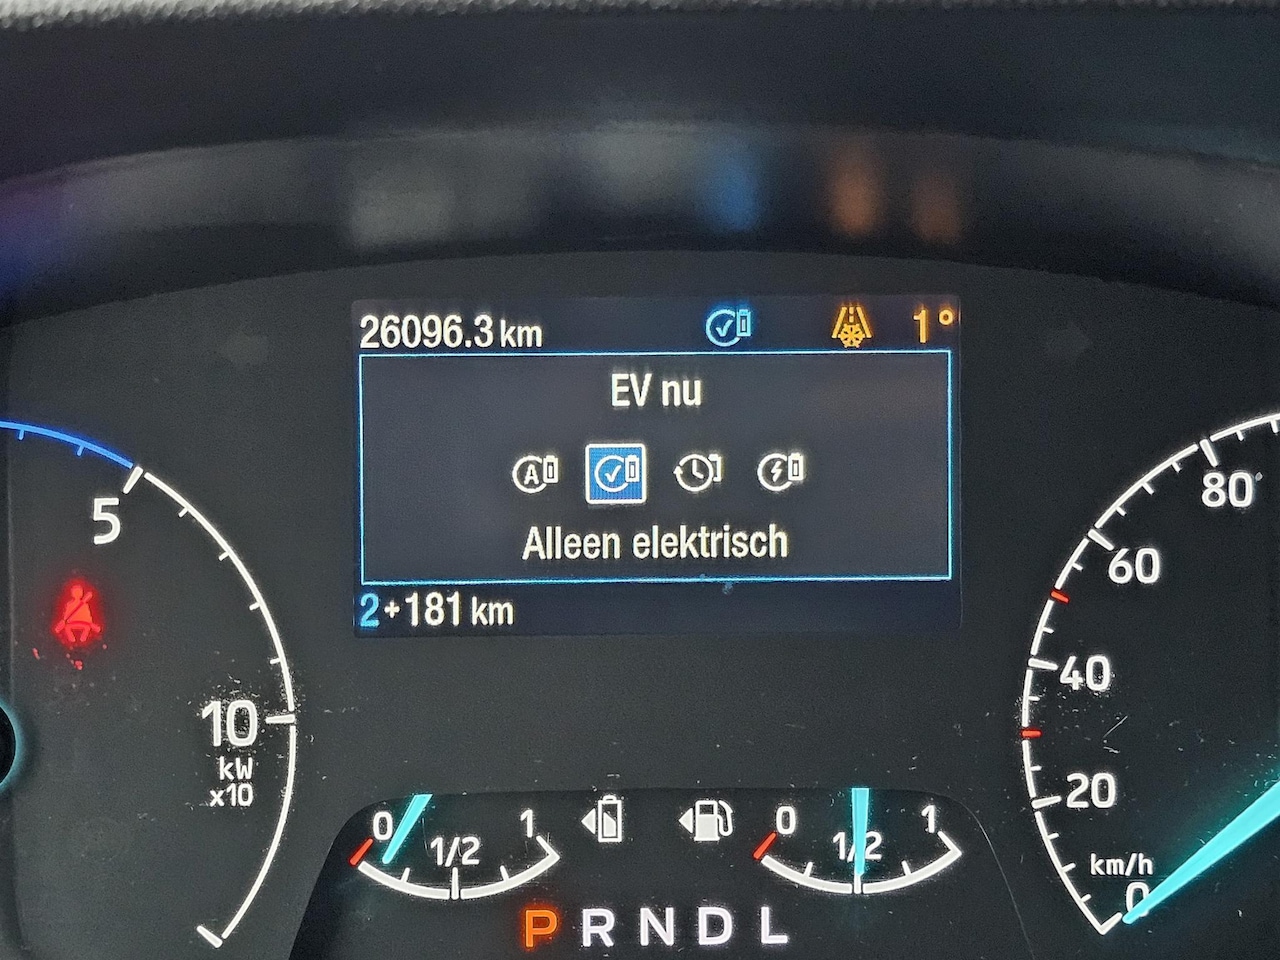 26096.3 km 1°
EV nu
A
Alleen elektrisch
2+181 km
5
10
kW
x10
80
60
40
20
km/h
0
0 1/2 1
0 1/2 1
P R N D L